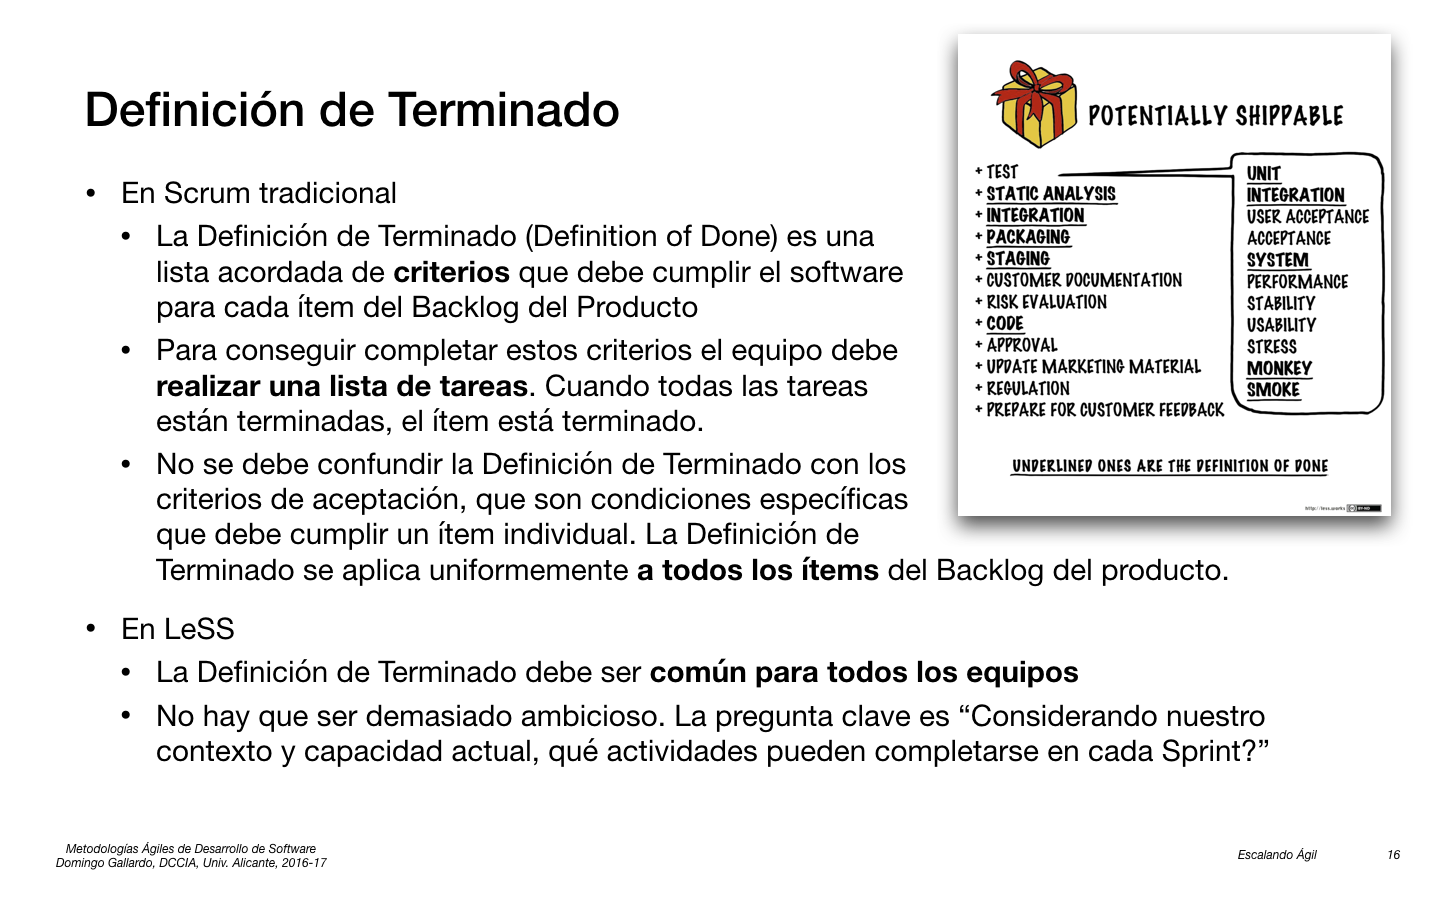 Definición de Terminado
• En Scrum tradicional
• La Definición de Terminado (Definition of Done) es una
lista acordada de criterios que debe cumplir el software
para cada ítem del Backlog del Producto
• Para conseguir completar estos criterios el equipo debe
realizar una lista de tareas. Cuando todas las tareas
están terminadas, el ítem está terminado.
• No se debe confundir la Definición de Terminado con los
criterios de aceptación, que son condiciones específicas
que debe cumplir un ítem individual. La Definición de
Terminado se aplica uniformemente a todos los ítems del Backlog del producto.
• En LeSS
• La Definición de Terminado debe ser común para todos los equipos
• No hay que ser demasiado ambicioso. La pregunta clave es “Considerando nuestro
contexto y capacidad actual, qué actividades pueden completarse en cada Sprint?”
POTENTIALLY SHIPPABLE
+ TEST
+ STATIC ANALYSIS
+ INTEGRATION
+ PACKAGING
+ STAGING
+ CUSTOMER DOCUMENTATION
+ RISK EVALUATION
+ CODE
+ APPROVAL
+ UPDATE MARKETING MATERIAL
+ REGULATION
+ PREPARE FOR CUSTOMER FEEDBACK
UNIT
INTEGRATION
USER ACCEPTANCE
ACCEPTANCE
SYSTEM
PERFORMANCE
STABILITY
USABILITY
STRESS
MONKEY
SMOKE
UNDERLINED ONES ARE THE DEFINITION OF DONE
Metodologías Ágiles de Desarrollo de Software
Domingo Gallardo, DCCIA, Univ. Alicante, 2016-17
Escalando Ágil
16